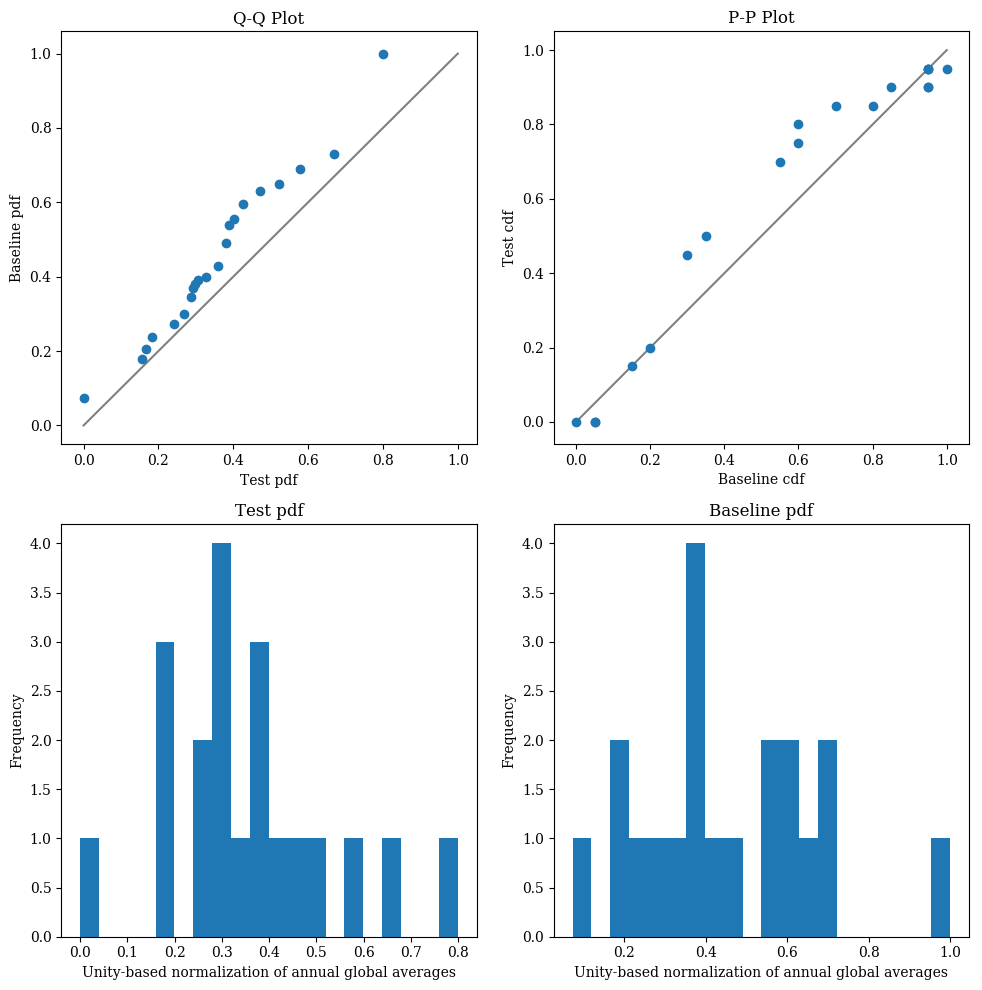 Q-Q Plot
1.0
0.8
0.6
0.4
0.2
0.0
Baseline pdf
0.0 0.2 0.4 0.6 0.8 1.0
Test pdf
P-P Plot
1.0
0.8
0.6
0.4
0.2
0.0
Test cdf
0.0 0.2 0.4 0.6 0.8 1.0
Baseline cdf
Test pdf
4.0
3.5
3.0
2.5
2.0
1.5
1.0
0.5
0.0
Frequency
0.0 0.1 0.2 0.3 0.4 0.5 0.6 0.7 0.8
Unity-based normalization of annual global averages
Baseline pdf
4.0
3.5
3.0
2.5
2.0
1.5
1.0
0.5
0.0
Frequency
0.2 0.4 0.6 0.8 1.0
Unity-based normalization of annual global averages